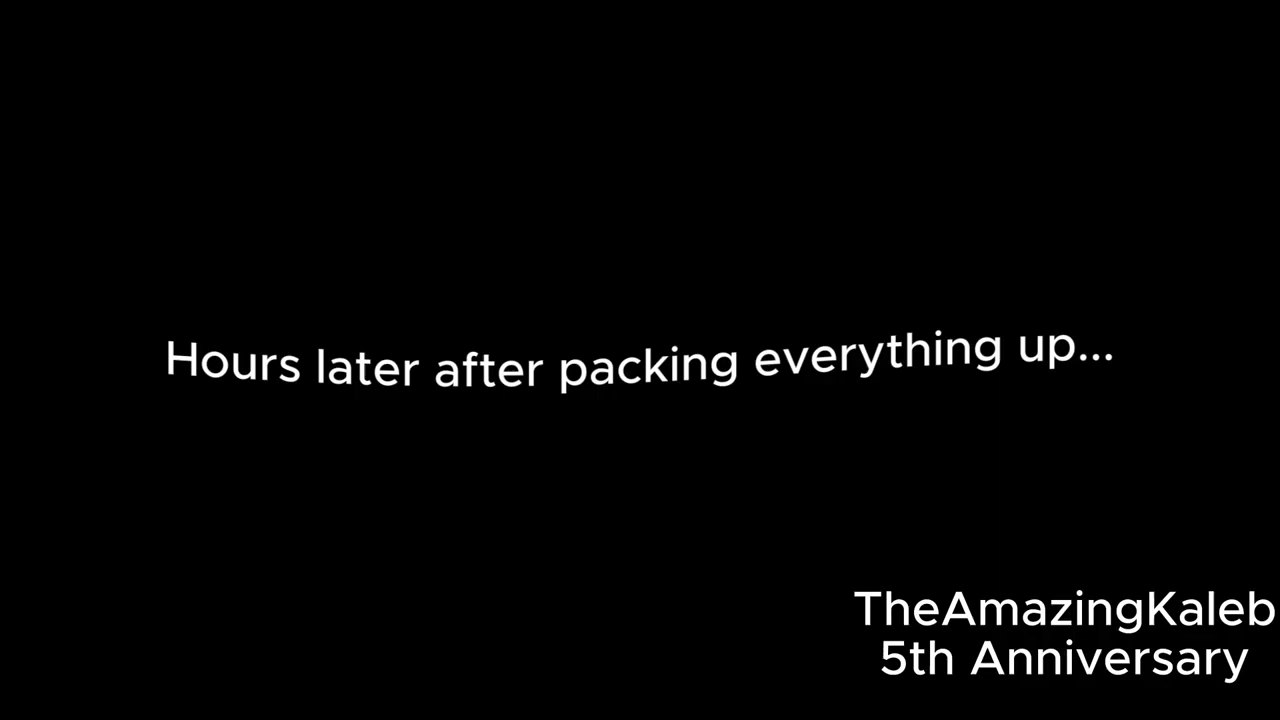 Hours later after packing everything up...
TheAmazingKaleb
5th Anniversary